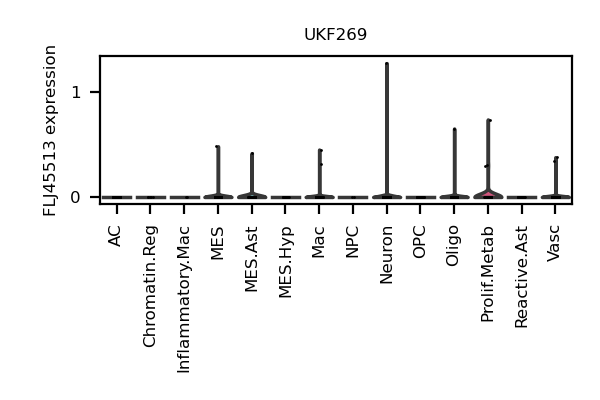 UKF269
FLJ45513 expression
1
0
AC
Chromatin.Reg
Inflammatory.Mac
MES
MES.Ast
MES.Hyp
Mac
NPC
Neuron
OPC
Oligo
Prolif.Metab
Reactive.Ast
Vasc